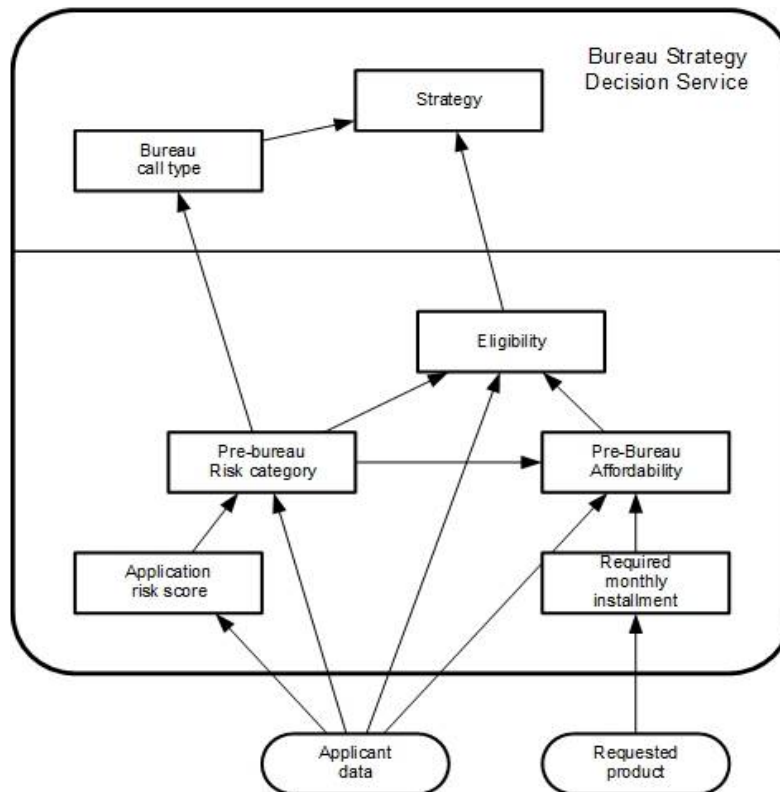 Bureau Strategy
Decision Service
Strategy
Bureau
call type
Eligibility
Pre-bureau
Risk category
Pre-Bureau
Affordability
Application
risk score
Required
monthly
installment
Applicant
data
Requested
product